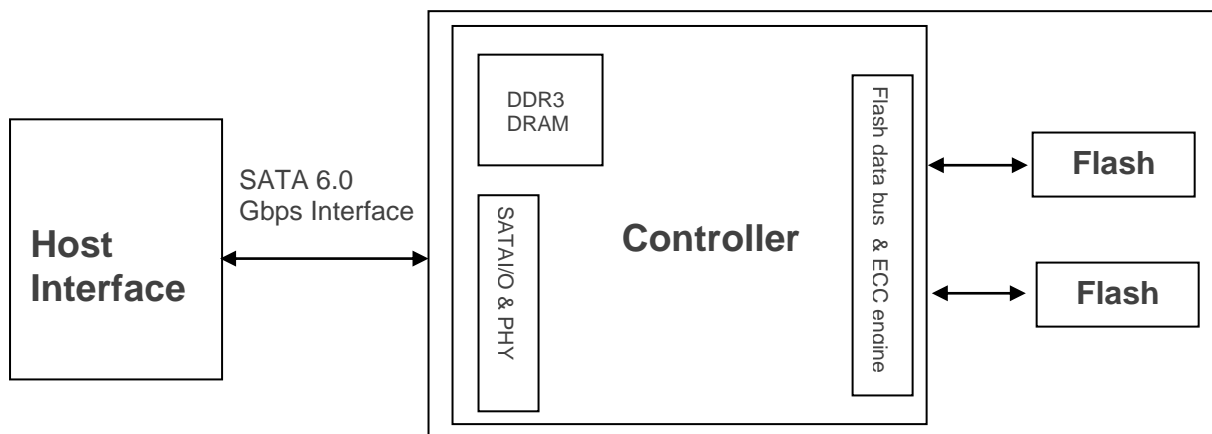 DDR3
DRAM
SATA 6.0
Gbps Interface
Host
Interface
SATAI/O & PHY
Controller
Flash data bus & ECC engine
Flash
Flash